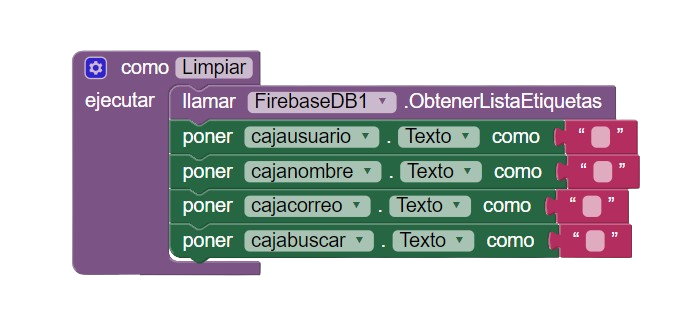 como Limpiar
ejecutar llamar FirebaseDB1 .ObtenerListaEtiquetas
poner cajausuario . Texto como “ ”
poner cajanombre . Texto como “ ”
poner cajacorreo . Texto como “ ”
poner cajabuscar . Texto como “ ”